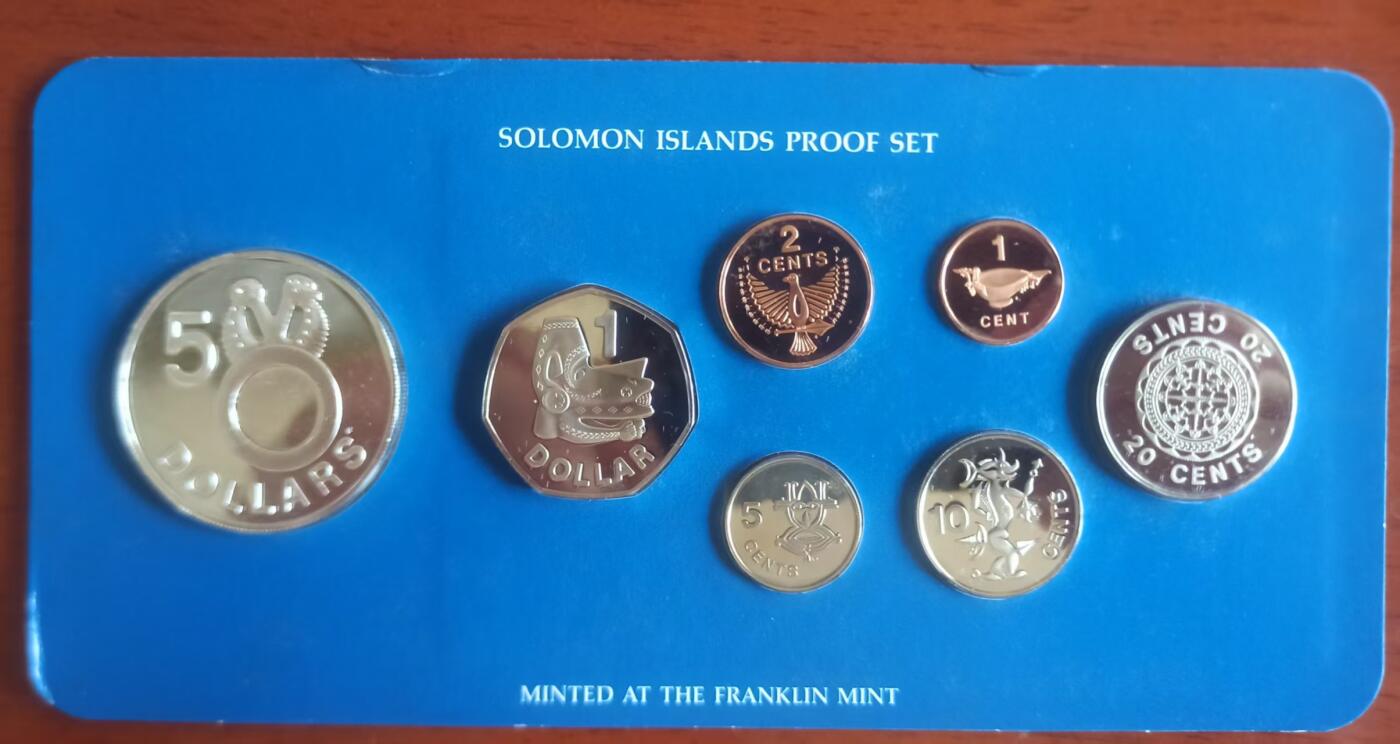 SOLOMON ISLANDS PROOF SET
5
DOLLARS
1
DOLLAR
2
CENTS
1
CENT
5
CENTS
10
CENTS
20 CENTS
20 CENTS
MINTED AT THE FRANKLIN MINT